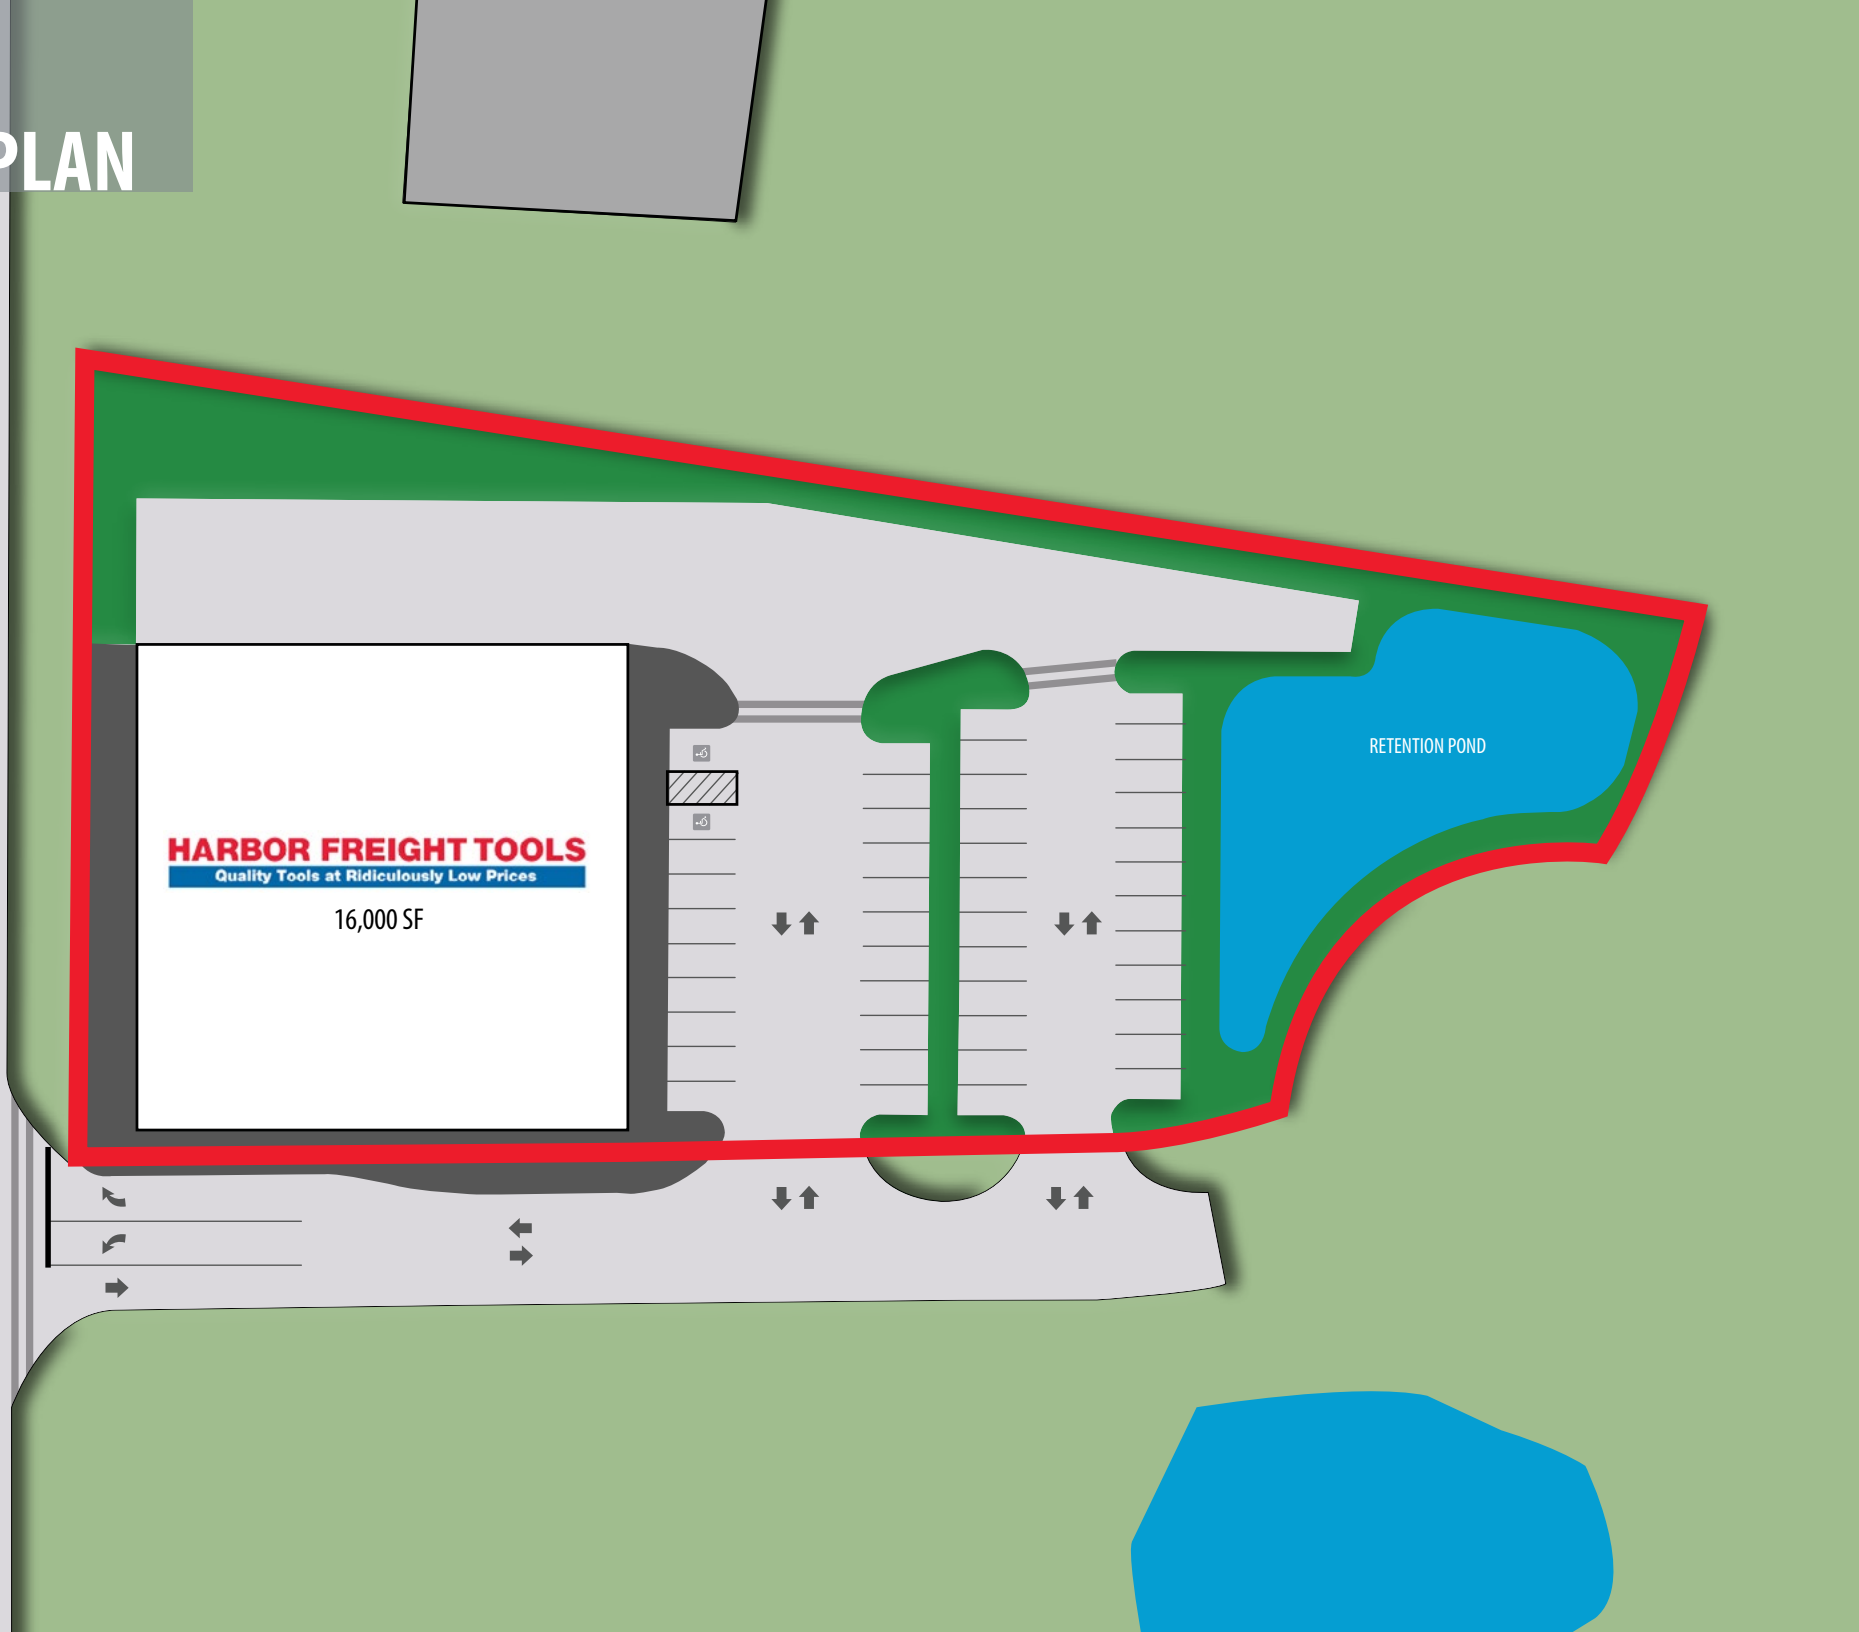 PLAN
HARBOR FREIGHT TOOLS
Quality Tools at Ridiculously Low Prices
16,000 SF
RETENTION POND